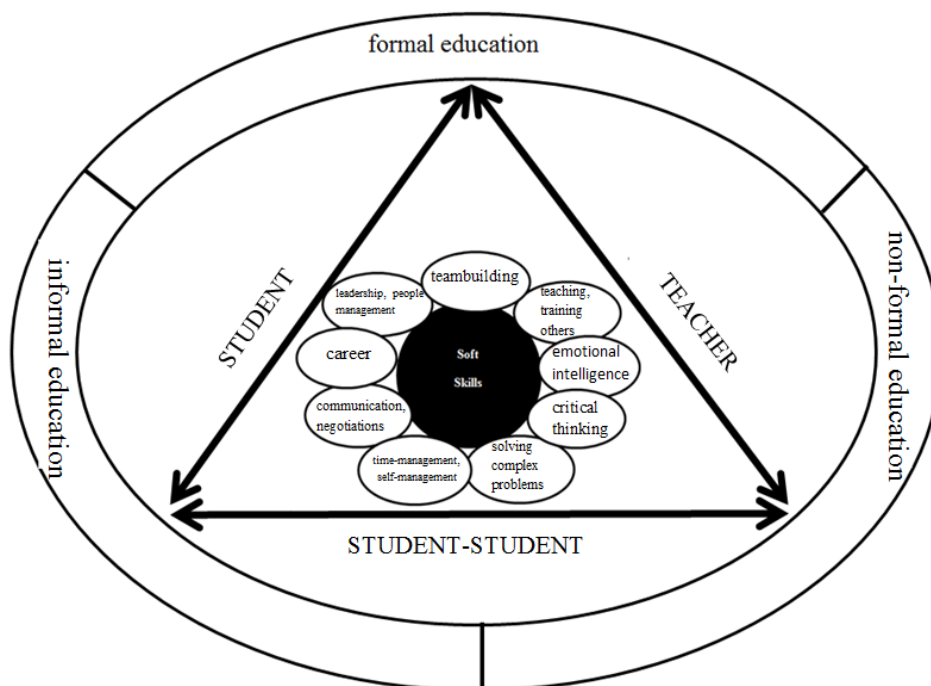 formal education
informal education
non-formal education
STUDENT
TEACHER
teambuilding
leadership, people
management
teaching,
training
others
career
Soft
Skills
emotional
intelligence
communication,
negotiations
critical
thinking
time-management,
self-management
solving
complex
problems
STUDENT-STUDENT